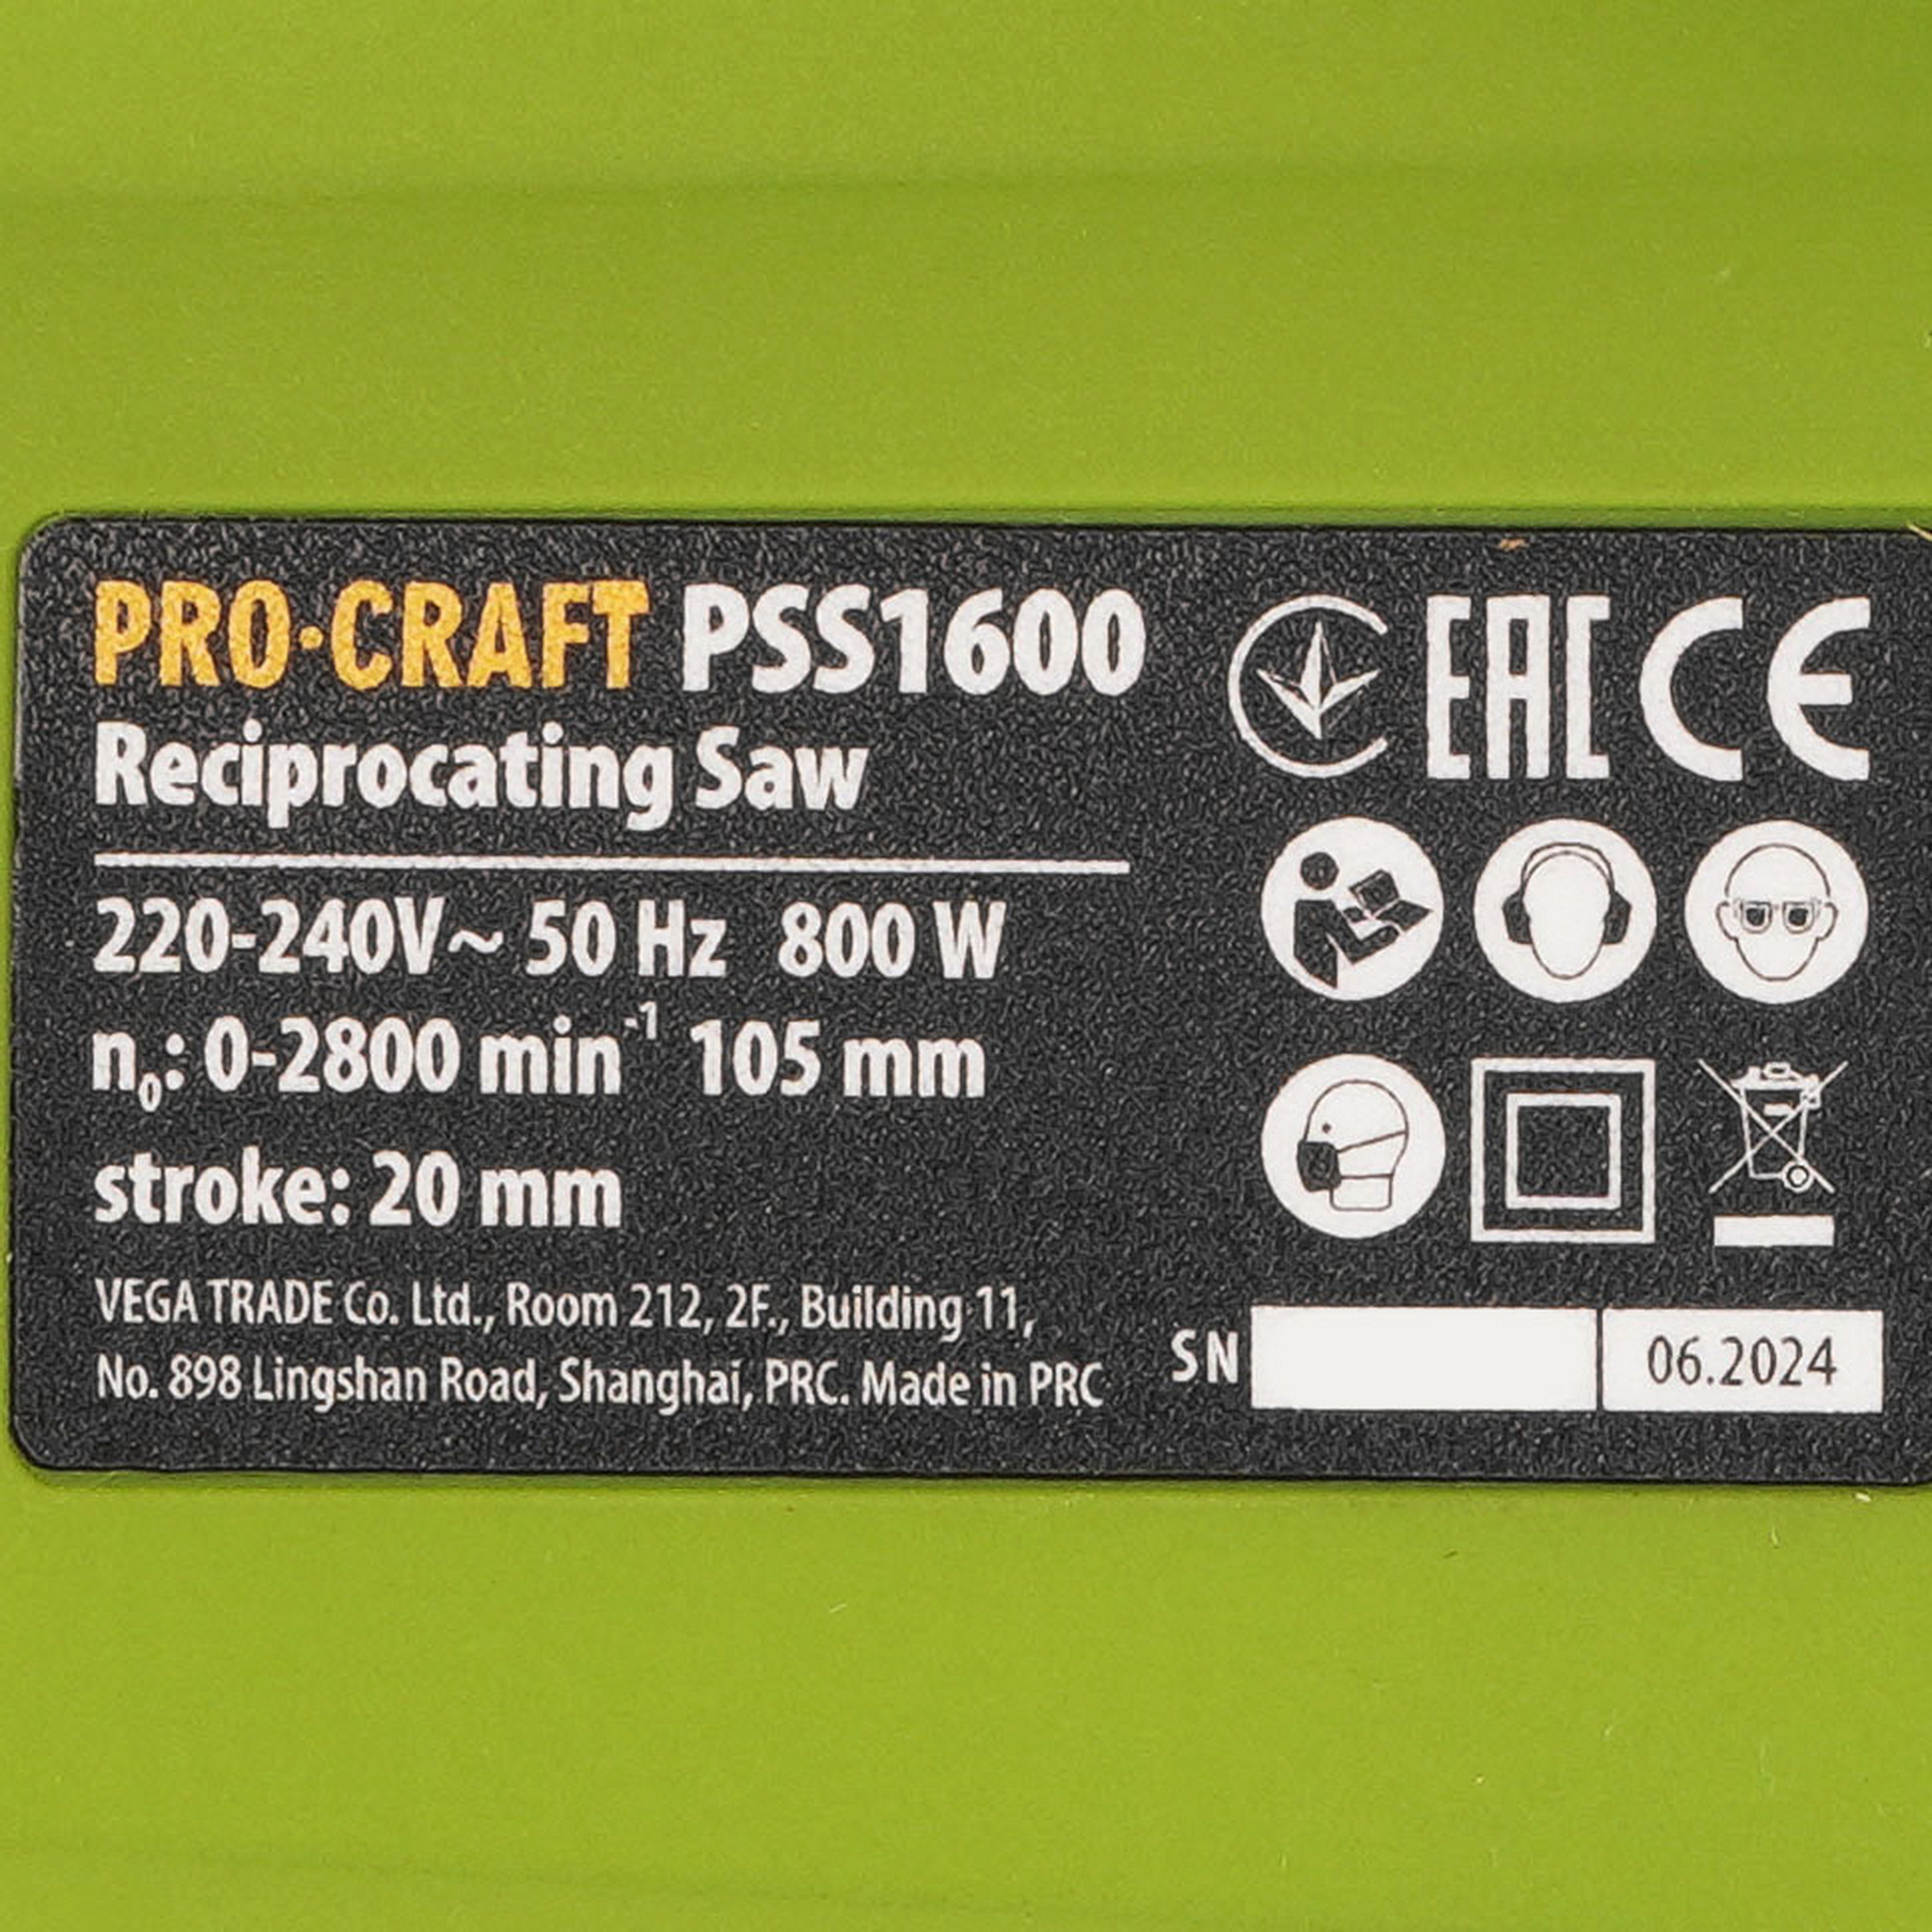 PRO·CRAFT PSS1600
Reciprocating Saw
220-240V~ 50 Hz 800 W
n₀: 0-2800 min⁻¹ 105 mm
stroke: 20 mm
VEGA TRADE Co. Ltd., Room 212, 2F., Building 11,
No. 898 Lingshan Road, Shanghai, PRC. Made in PRC
EAC CE
SN 06.2024